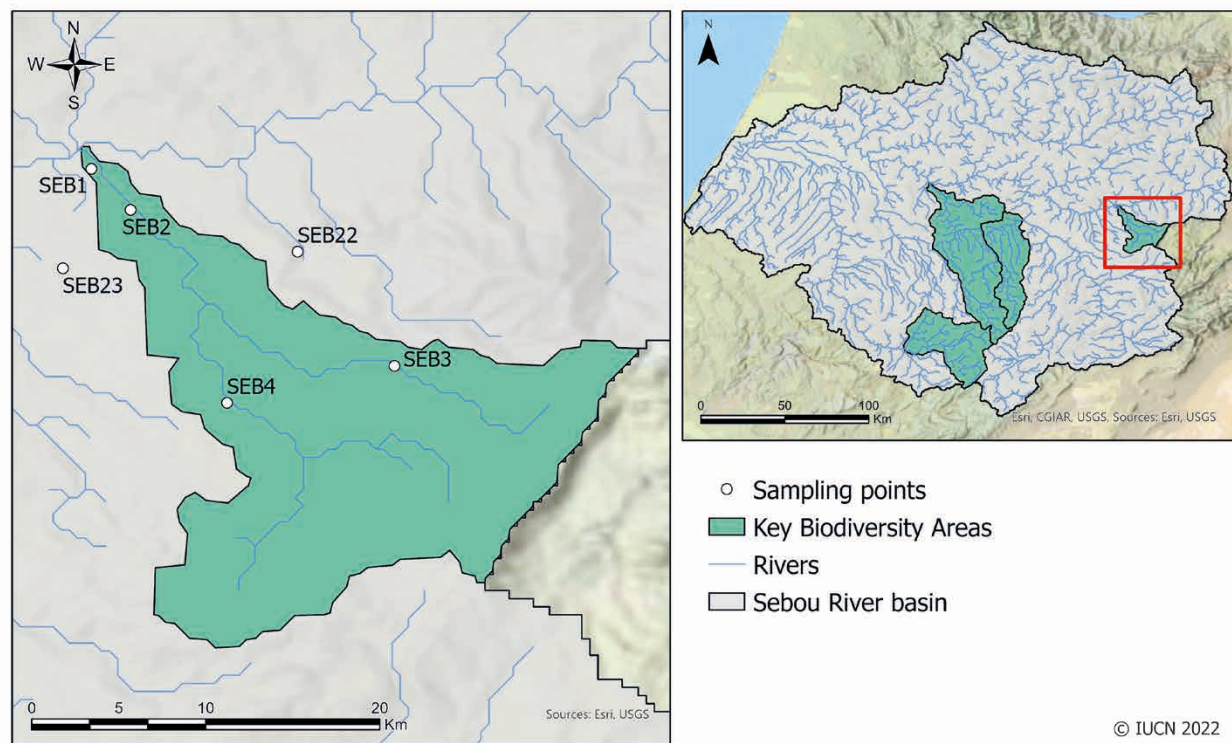 N
W E
S
SEB1
SEB2
SEB22
SEB23
SEB3
SEB4
0 5 10 20
Km
Sources: Esri, USGS
N
0 50 100
Km
Esri, CGIAR, USGS, Sources: Esri, USGS
Sampling points
Key Biodiversity Areas
Rivers
Sebou River basin
© IUCN 2022